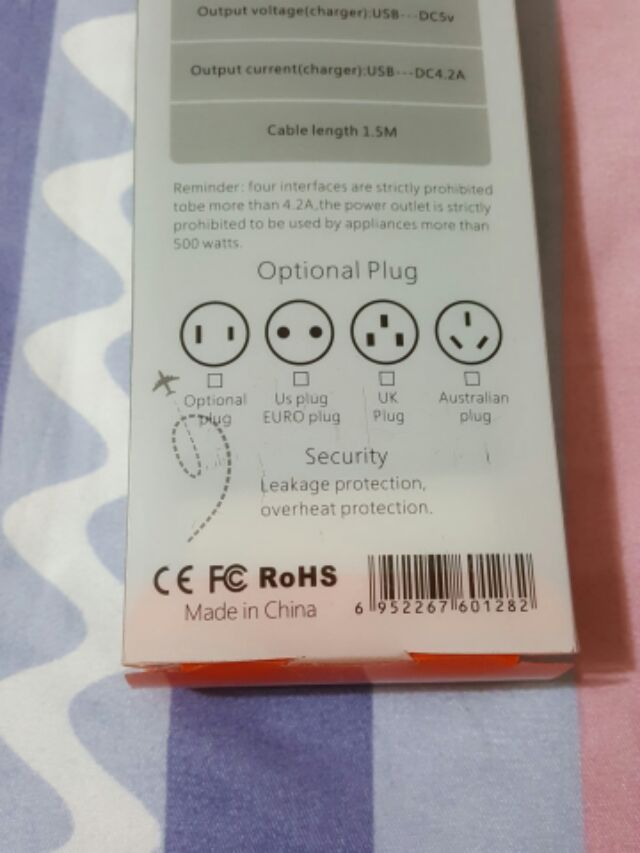 Output voltage(charger):USB---DC5v
Output current(charger):USB---DC4.2A
Cable length 1.5M
Reminder: four interfaces are strictly prohibited
tobe more than 4.2A,the power outlet is strictly
prohibited to be used by appliances more than
500 watts.
Optional Plug
Optional plug
Us plug EURO plug
UK Plug
Australian plug
Security
Leakage protection,
overheat protection.
CE FC RoHS
Made in China
6 952267 601282